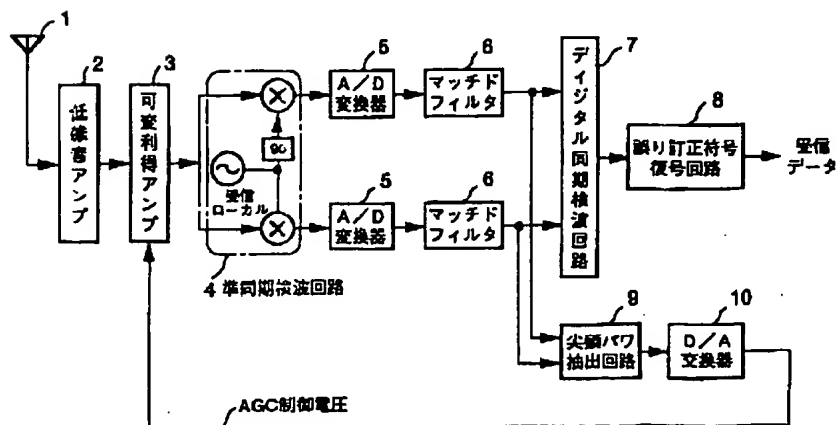 1
2
3
5
6
7
8
9
10
低雑音アンプ
可変利得アンプ
90
受信
ローカル
4 準同期検波回路
A/D
変換器
マッチド
フィルタ
5
A/D
変換器
6
マッチド
フィルタ
ディジタル同期検波回路
誤り訂正符号
復号回路
受信
データ
尖頭パワ
抽出回路
D/A
交換器
AGC制御電圧